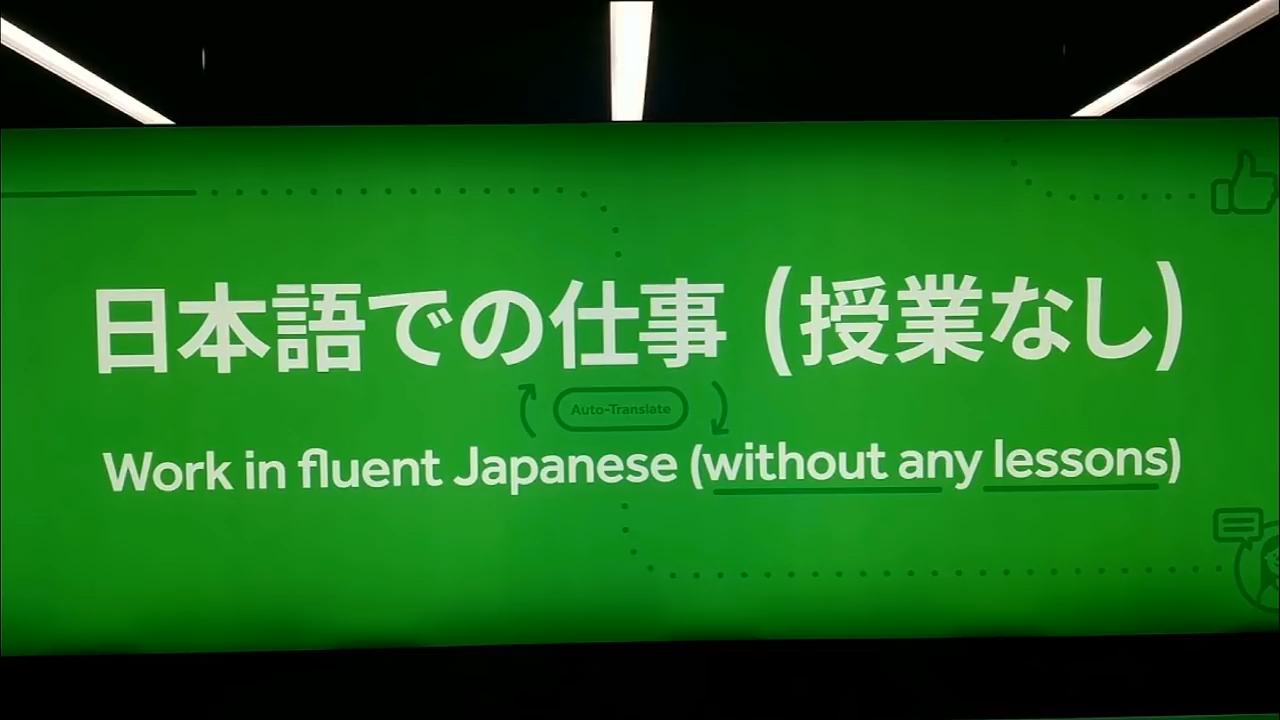 日本語での仕事 (授業なし)
Auto-Translate
Work in fluent Japanese (without any lessons)